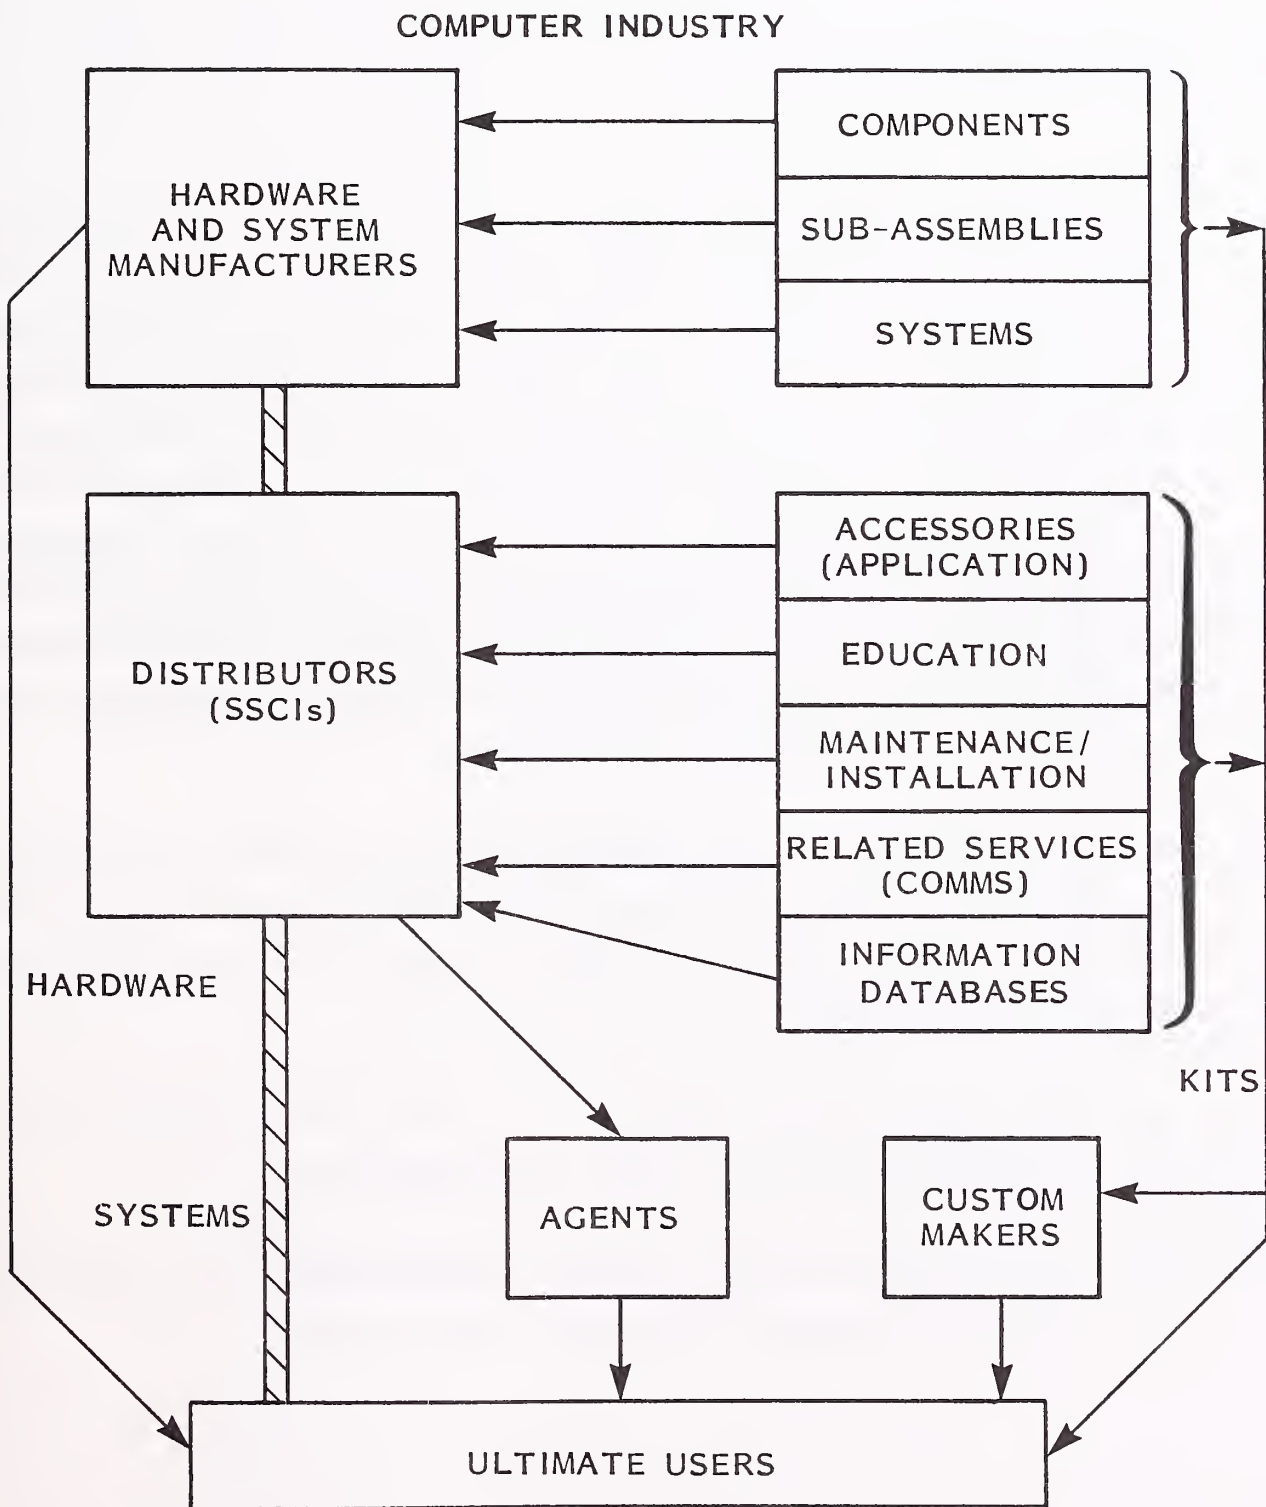 COMPUTER INDUSTRY
HARDWARE
AND SYSTEM
MANUFACTURERS
COMPONENTS
SUB-ASSEMBLIES
SYSTEMS
DISTRIBUTORS
(SSCIs)
ACCESSORIES
(APPLICATION)
EDUCATION
MAINTENANCE/
INSTALLATION
RELATED SERVICES
(COMMS)
INFORMATION
DATABASES
HARDWARE
KITS
SYSTEMS
AGENTS
CUSTOM
MAKERS
ULTIMATE USERS